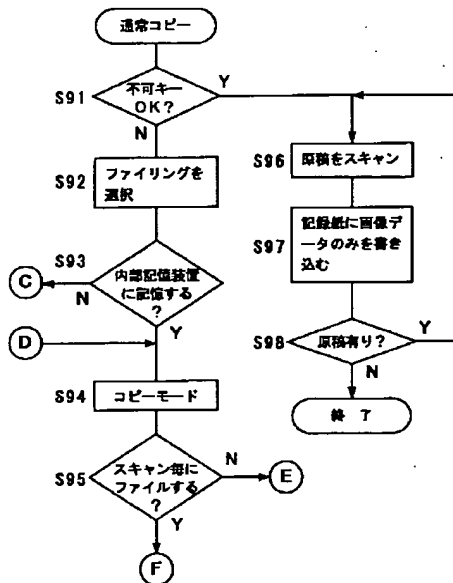 通常コピー
S91
不可キー
OK?
Y
N
S92
ファイリングを
選択
S93
内部記値装置
に記憶する
?
N
Y
C
D
S94
コピーモード
S95
スキャン毎に
ファイルする
?
N
E
Y
F
S96
原稿をスキャン
S97
記録紙に画像デ
ータのみを書き
込む
S98
原稿有り?
Y
N
終了